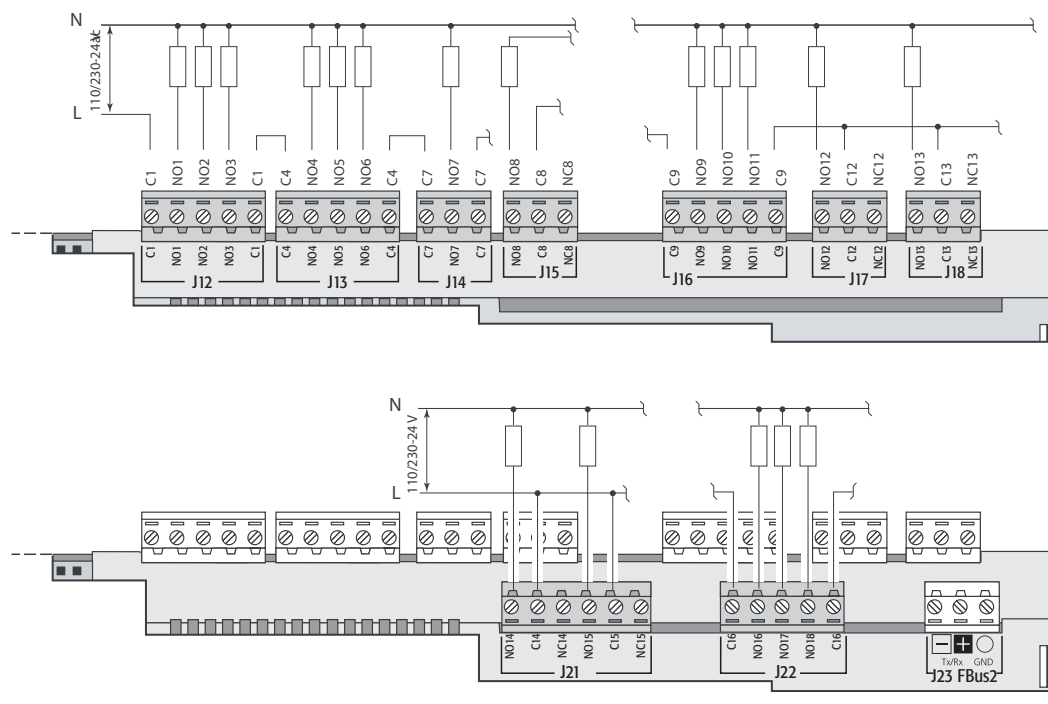 N
110/230-24 Vac
L
C1 NO1 NO2 NO3 C1 C4 NO4 NO5 NO6 C4 C7 NO7 C7 NO8 C8 NC8 C9 NO9 NO10 NO11 C9 NO12 C12 NC12 NO13 C13 NC13
C1 NO1 NO2 NO3 C1 C4 NO4 NO5 NO6 C4 C7 NO7 C7 NO8 C8 NC8 C9 NO9 NO10 NO11 C9 NO12 C12 NC12 NO13 C13 NC13
J12 J13 J14 J15 J16 J17 J18
N
110/230-24 V
L
NO14 C14 NC14 NO15 C15 NC15 C16 NO16 NO17 NO18 C16
Tx/Rx GND
J21 J22 J23 FBus2